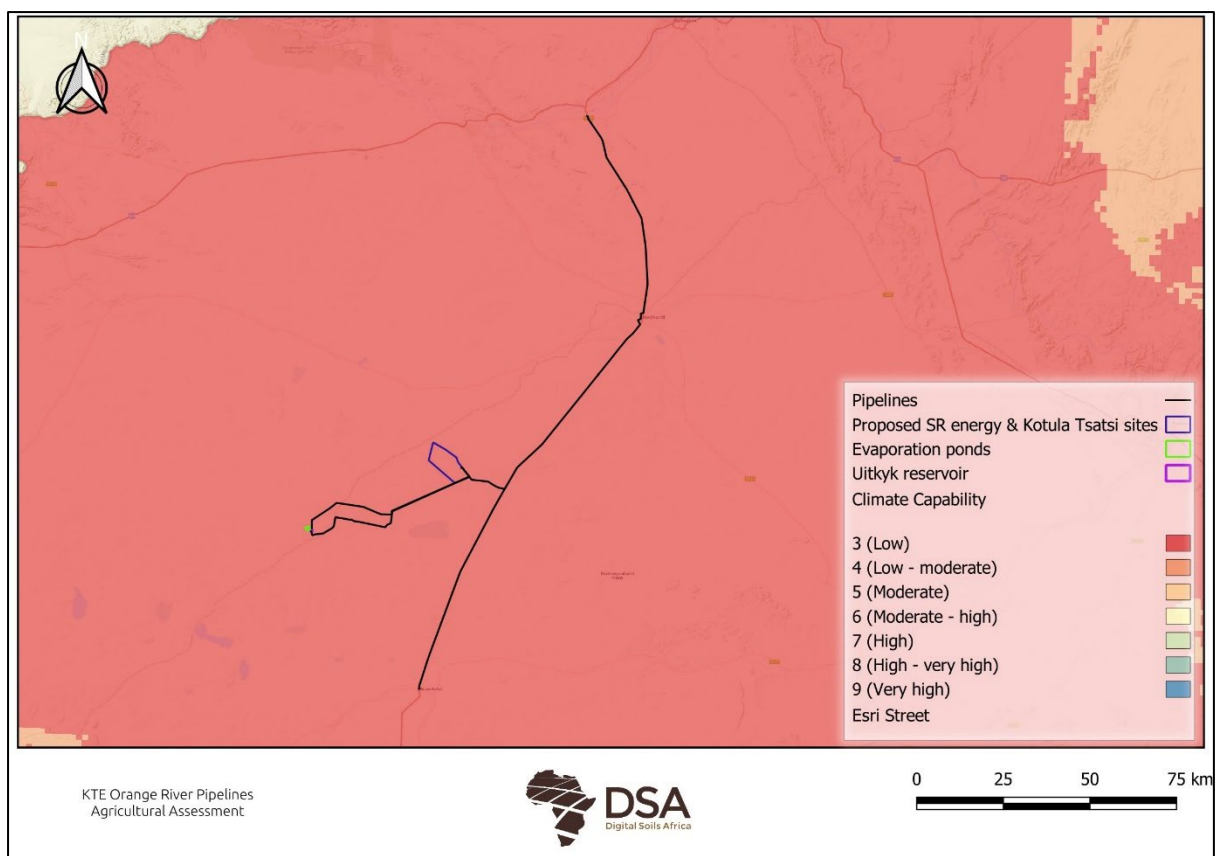 N
Pipelines
Proposed SR energy & Kotula Tsatsi sites
Evaporation ponds
Uitkyk reservoir
Climate Capability
3 (Low)
4 (Low - moderate)
5 (Moderate)
6 (Moderate - high)
7 (High)
8 (High - very high)
9 (Very high)
Esri Street
KTE Orange River Pipelines
Agricultural Assessment
DSA
Digital Soils Africa
0 25 50 75 km